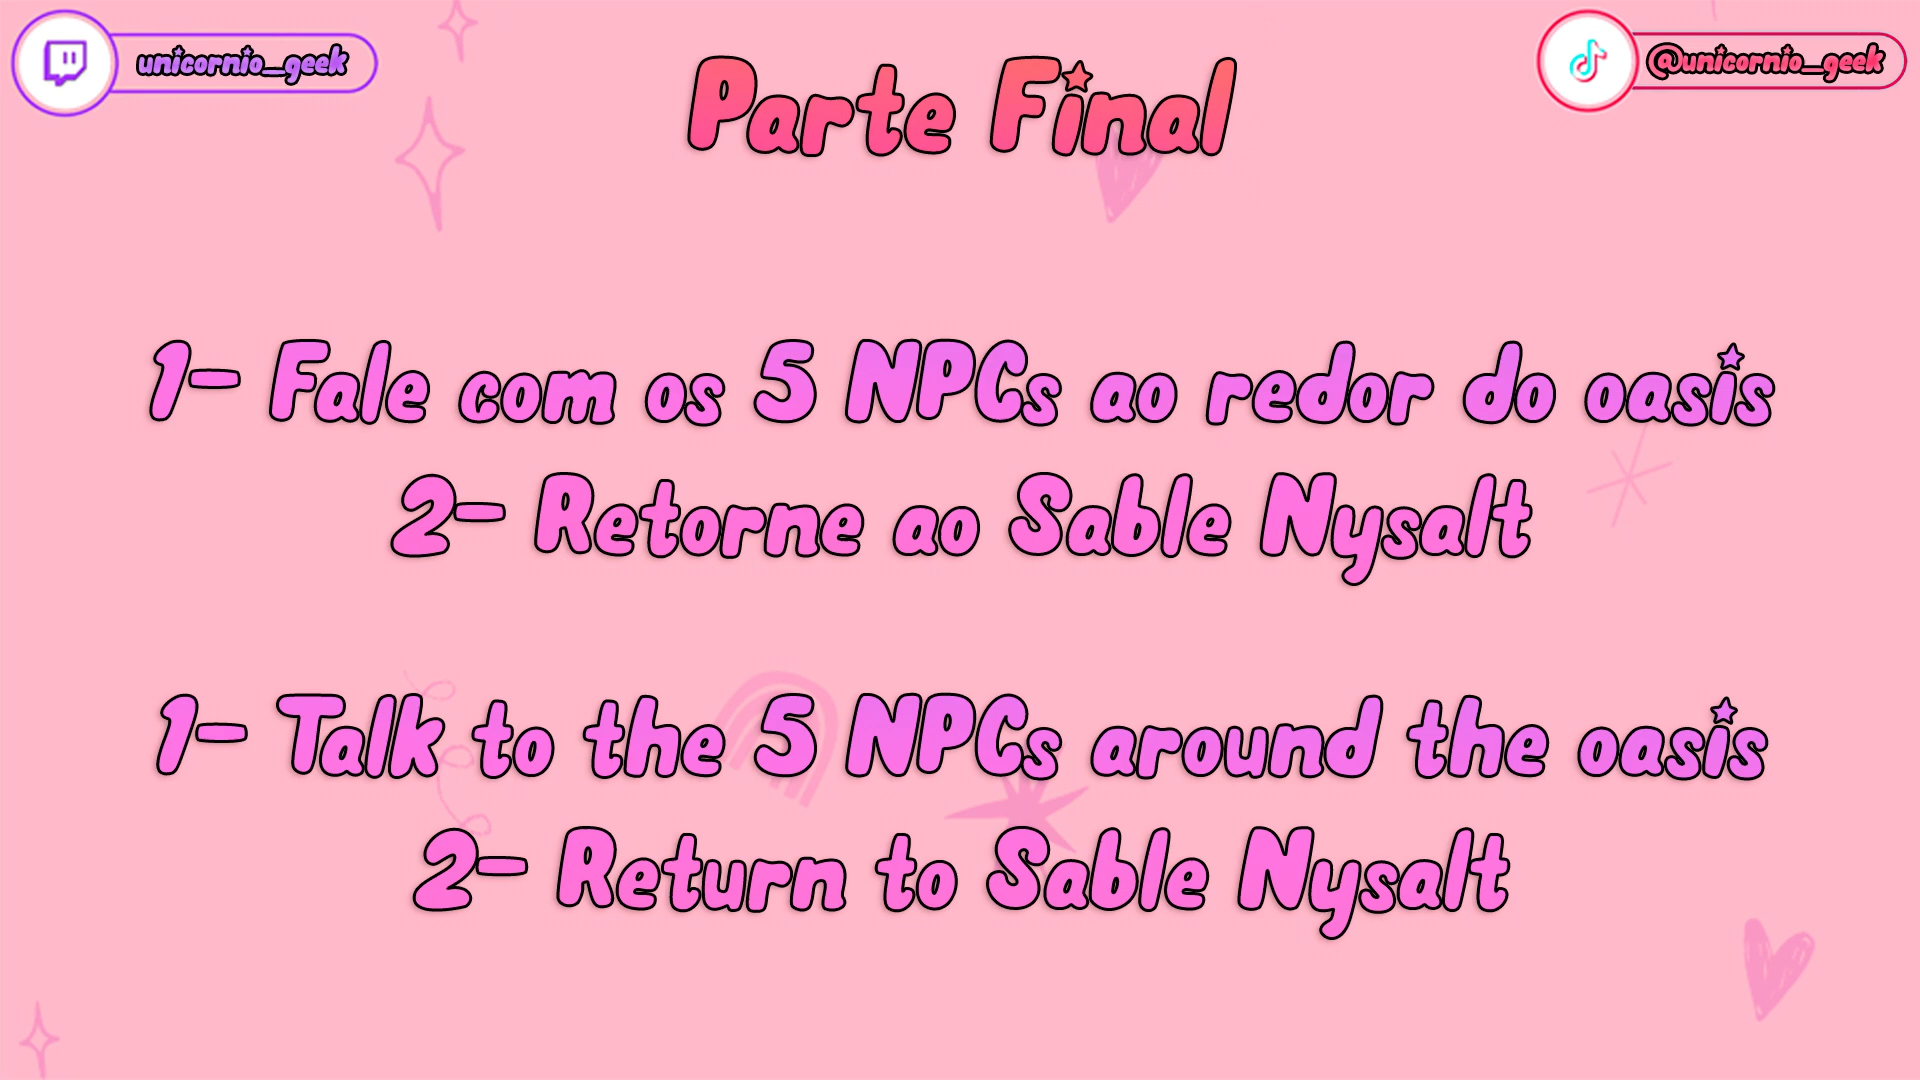 unicornio_geek
@unicornio_geek
Parte Final
1- Fale com os 5 NPCs ao redor do oasis
2- Retorne ao Sable Nysalt
1- Talk to the 5 NPCs around the oasis
2- Return to Sable Nysalt